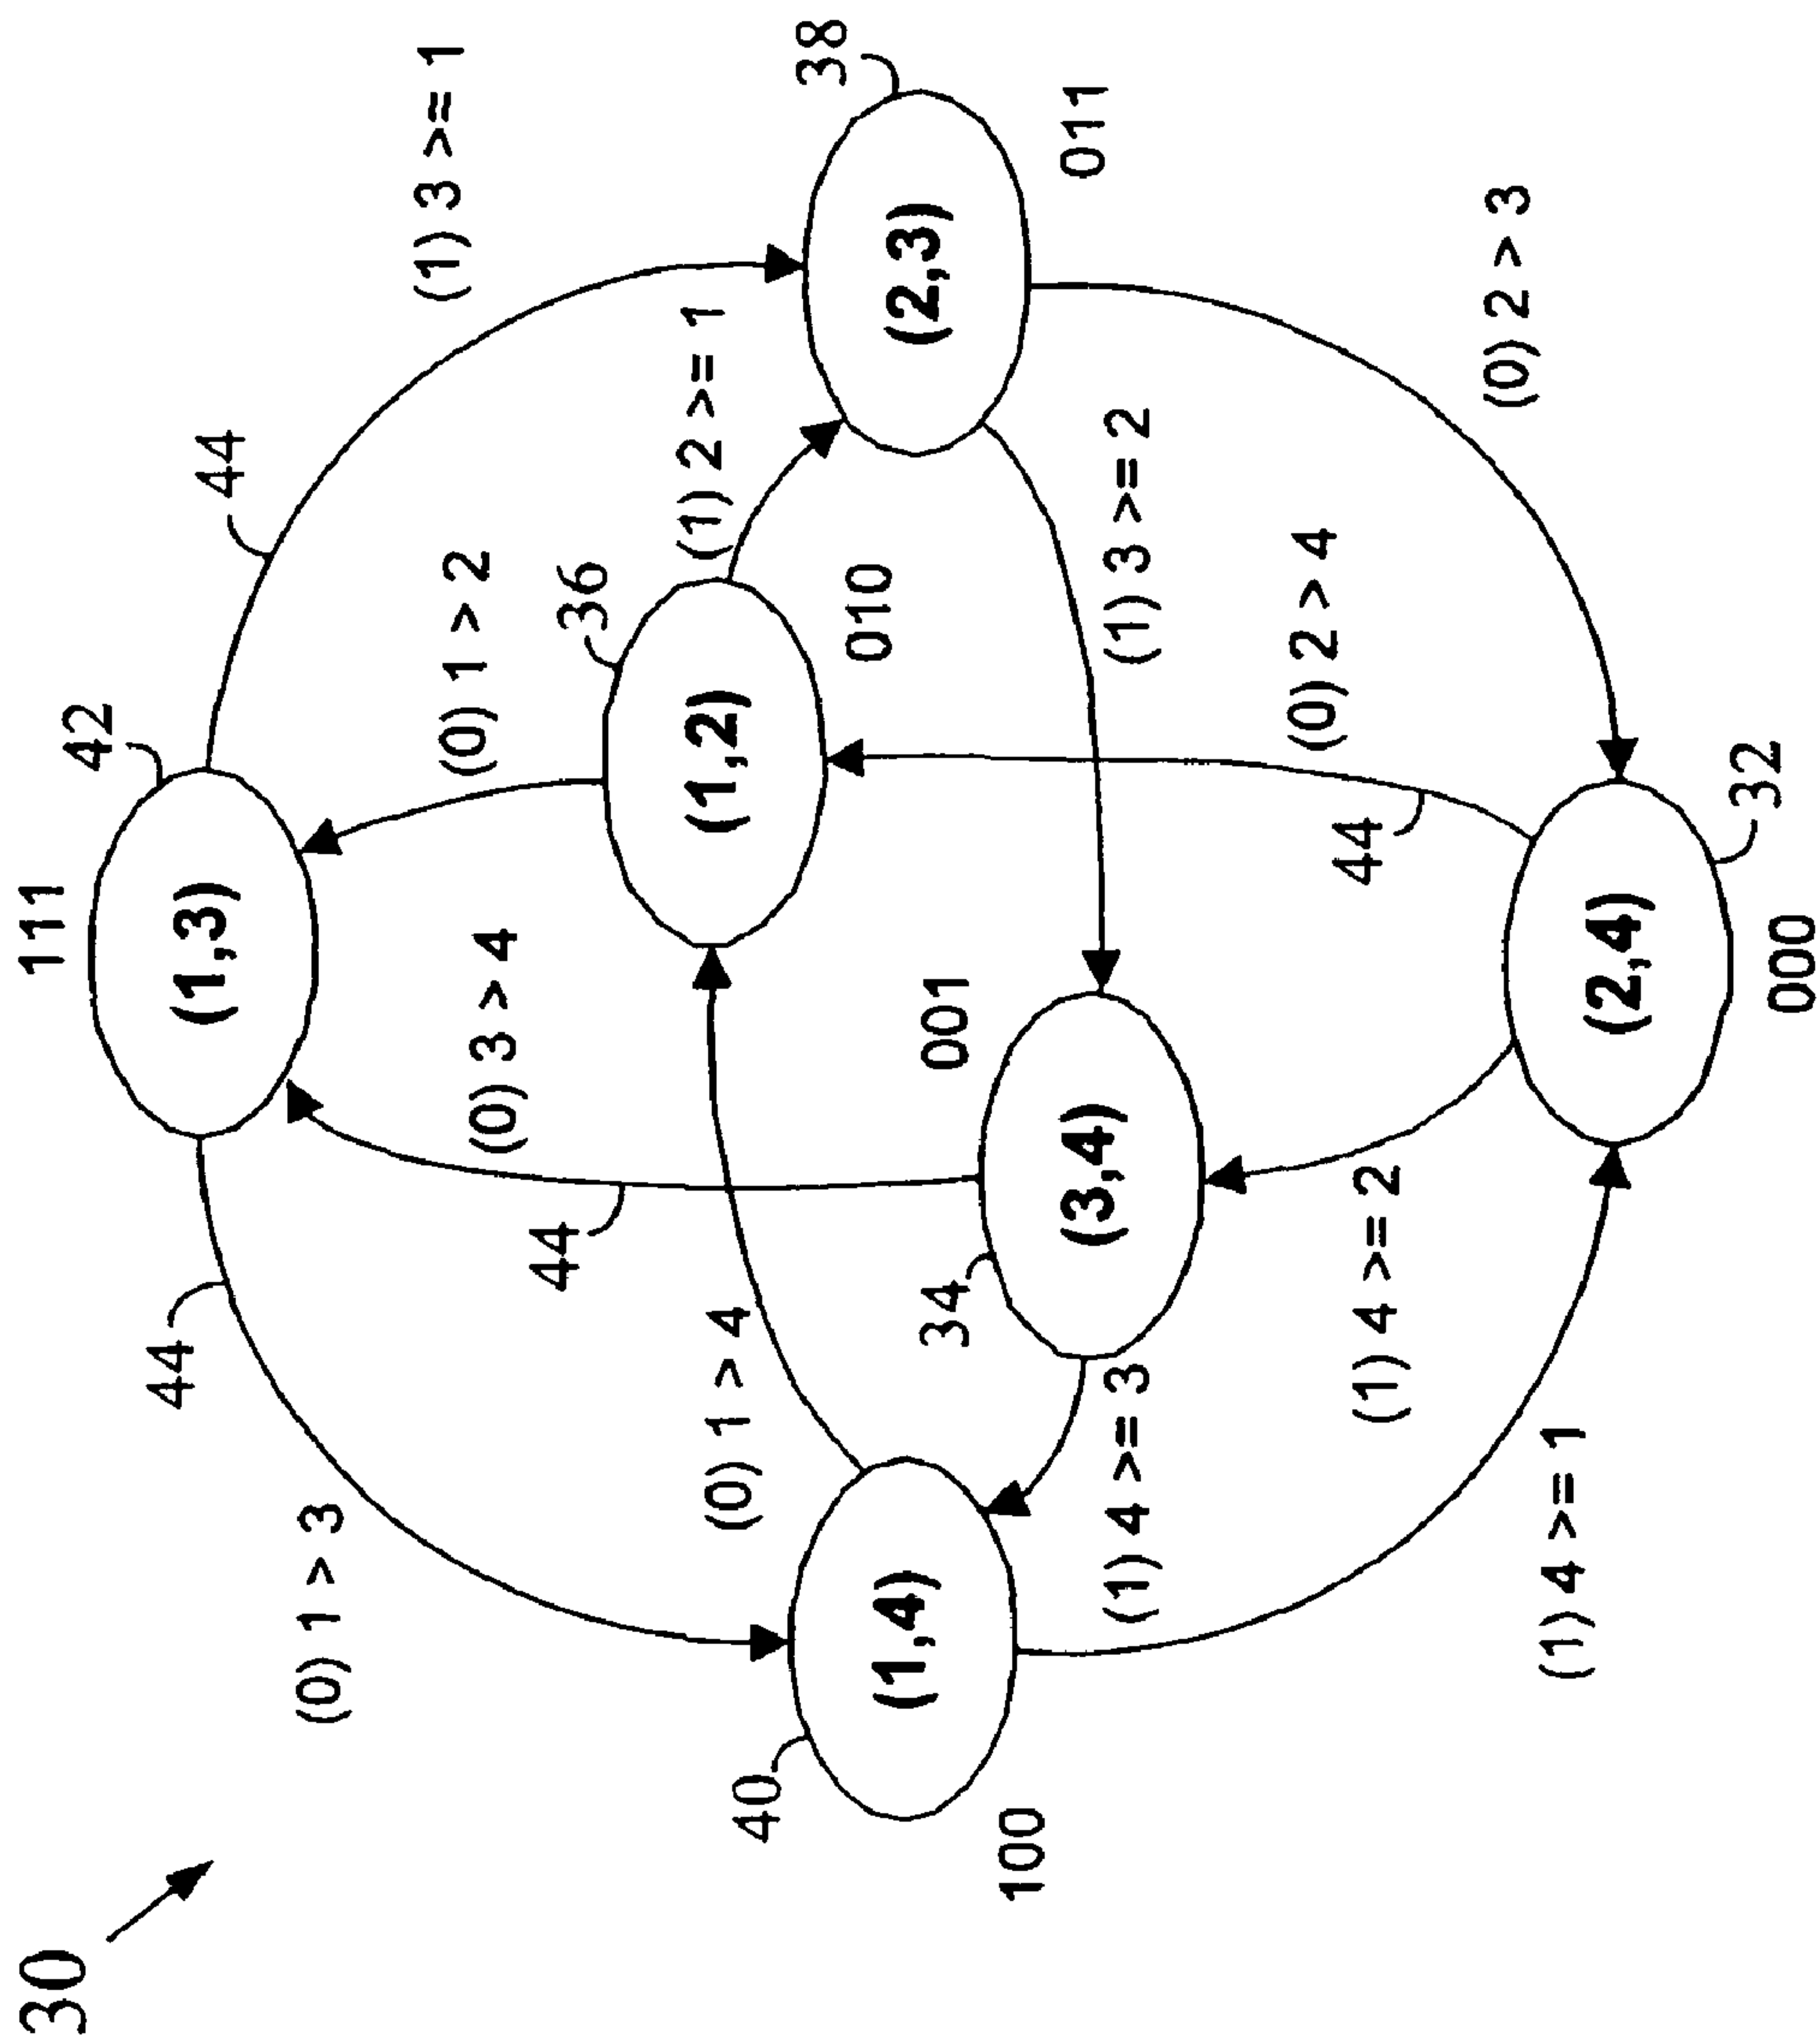 30
111
(1,3)
42
44
44
(0) 1 > 3
(0) 3 > 4
(0) 1 > 2
(1) 3 >= 1
44
40
(1,4)
100
(0) 1 > 4
36
(1,2)
010
(1) 2 >= 1
38
(2,3)
011
34
(3,4)
001
(1) 4 >= 3
(1) 3 >= 2
(1) 4 >= 2
44
(0) 2 > 4
(1) 4 >= 1
(0) 2 > 3
(2,4)
32
000